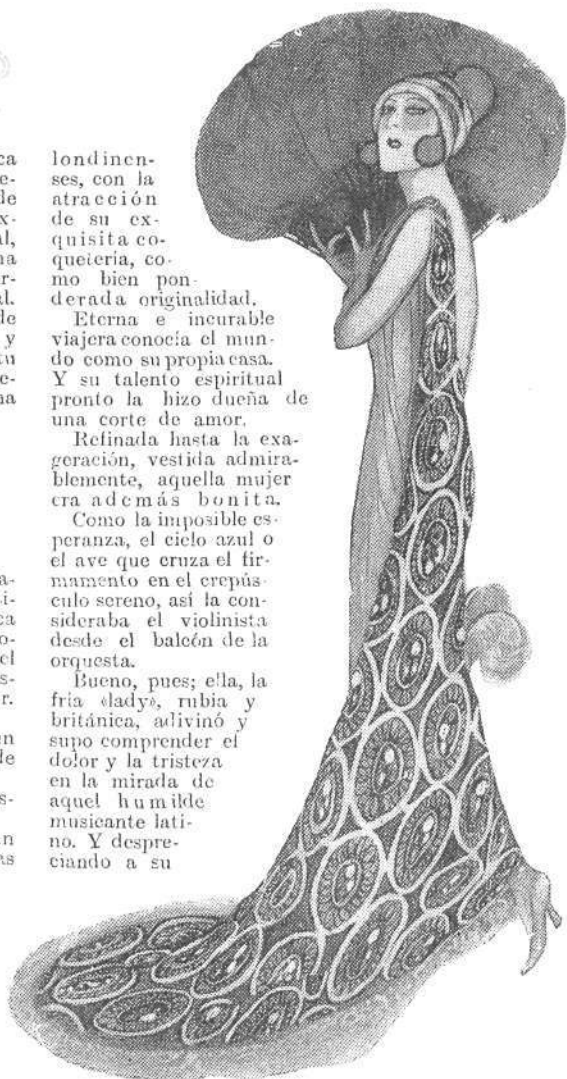 londinen-
ses, con la
atracción
de su ex-
quisita co-
quetería, co-
mo bien pon-
derada originalidad.
Eterna e incurable
viajera conocía el mun-
do como su propia casa.
Y su talento espiritual
pronto la hizo dueña de
una corte de amor.
Refinada hasta la exa-
geración, vestida admira-
blemente, aquella mujer
era además bonita.
Como la imposible es-
peranza, el cielo azul o
el ave que cruza el fir-
mamento en el crepús-
culo sereno, así la con-
sideraba el violinista
desde el balcón de la
orquesta.
Bueno, pues; ella, la
fría «lady», rubia y
británica, adivinó y
supo comprender el
dolor y la tristeza
en la mirada de
aquel humilde
musicante lati-
no. Y despre-
ciando a su